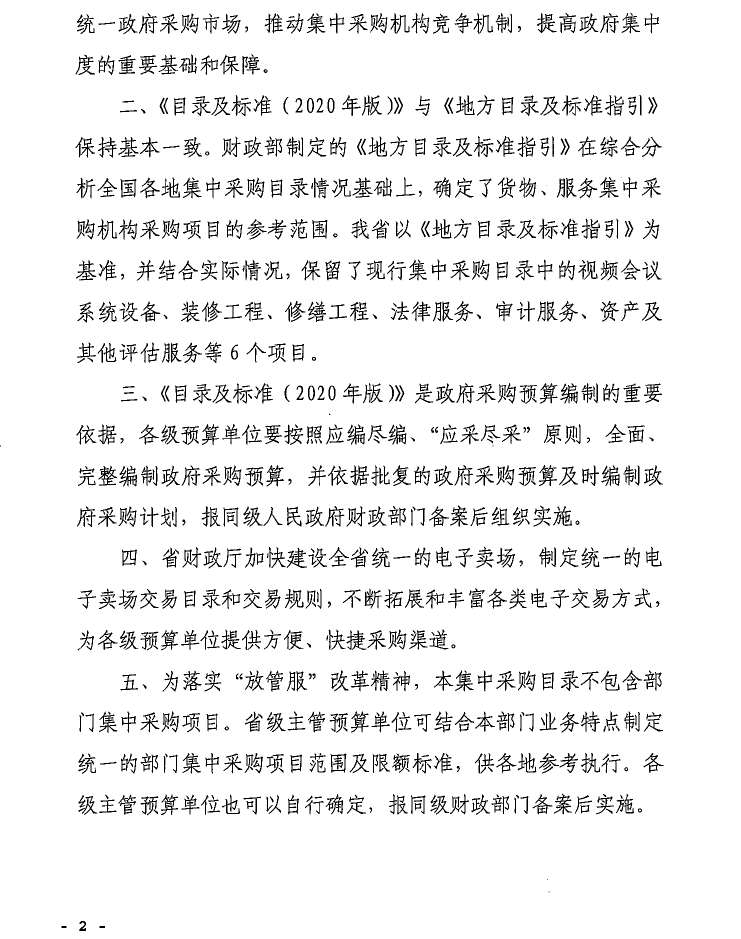 统一政府采购市场，推动集中采购机构竞争机制，提高政府集中
度的重要基础和保障。
二、《目录及标准（2020 年版）》与《地方目录及标准指引》
保持基本一致。财政部制定的《地方目录及标准指引》在综合分
析全国各地集中采购目录情况基础上，确定了货物、服务集中采
购机构采购项目的参考范围。我省以《地方目录及标准指引》为
基准，并结合实际情况，保留了现行集中采购目录中的视频会议
系统设备、装修工程、修缮工程、法律服务、审计服务、资产及
其他评估服务等 6 个项目。
三、《目录及标准（2020 年版）》是政府采购预算编制的重要
依据，各级预算单位要按照应编尽编、“应采尽采”原则，全面、
完整编制政府采购预算，并依据批复的政府采购预算及时编制政
府采购计划，报同级人民政府财政部门备案后组织实施。
四、省财政厅加快建设全省统一的电子卖场，制定统一的电
子卖场交易目录和交易规则，不断拓展和丰富各类电子交易方式，
为各级预算单位提供方便、快捷采购渠道。
五、为落实“放管服”改革精神，本集中采购目录不包含部
门集中采购项目。省级主管预算单位可结合本部门业务特点制定
统一的部门集中采购项目范围及限额标准，供各地参考执行。各
级主管预算单位也可以自行确定，报同级财政部门备案后实施。
- 2 -